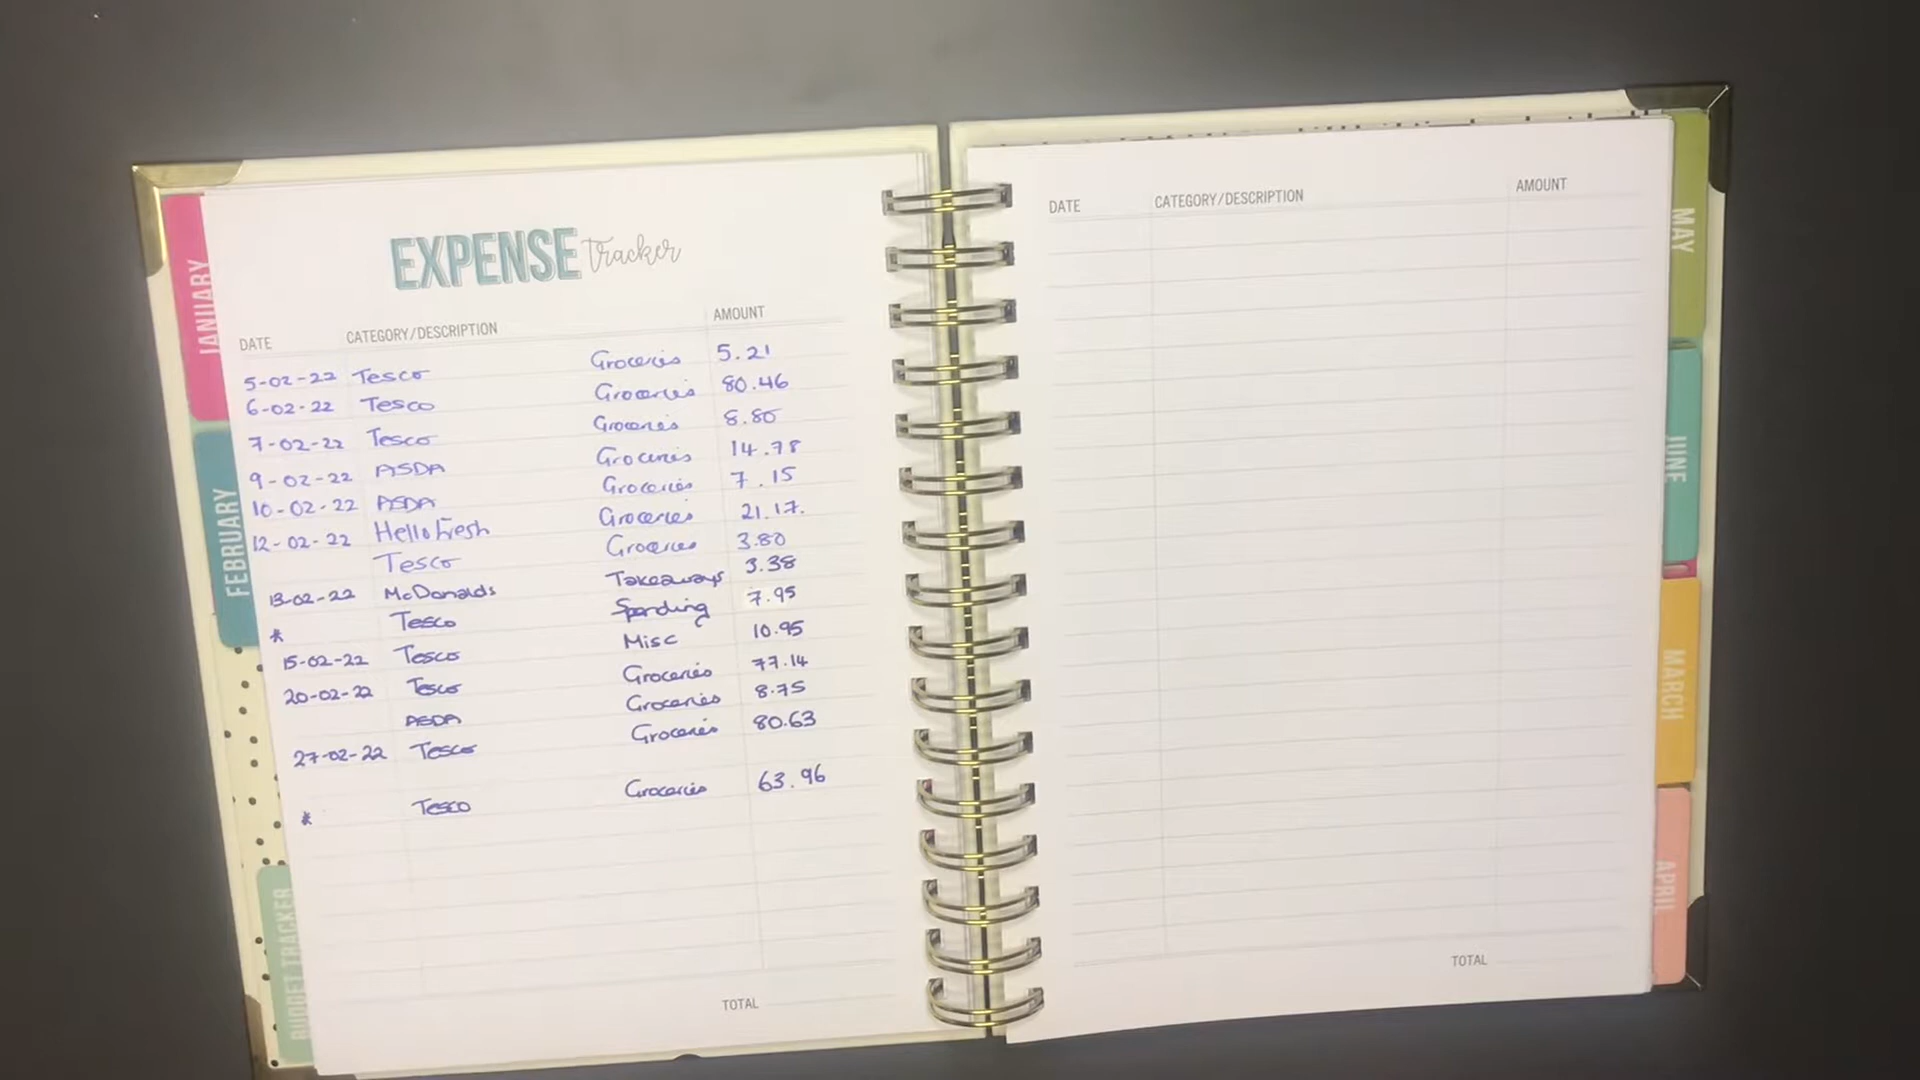 EXPENSE tracker
DATE CATEGORY/DESCRIPTION AMOUNT
5-02-22 Tesco Groceries 5.21
6-02-22 Tesco Groceries 80.46
7-02-22 Tesco Groceries 8.80
9-02-22 ASDA Groceries 14.78
10-02-22 ASDA Groceries 7.15
12-02-22 HelloFresh Groceries 21.17.
Tesco Groceries 3.80
13-02-22 McDonalds Takeaways 3.38
* Tesco Spending 7.95
15-02-22 Tesco Misc 10.95
20-02-22 Tesco Groceries 77.14
ASDA Groceries 8.75
27-02-22 Tesco Groceries 80.63
* Tesco Groceries 63.96
TOTAL
DATE CATEGORY/DESCRIPTION AMOUNT
TOTAL
JANUARY
FEBRUARY
BUDGET TRACKER
MAY
JUNE
MARCH
APRIL